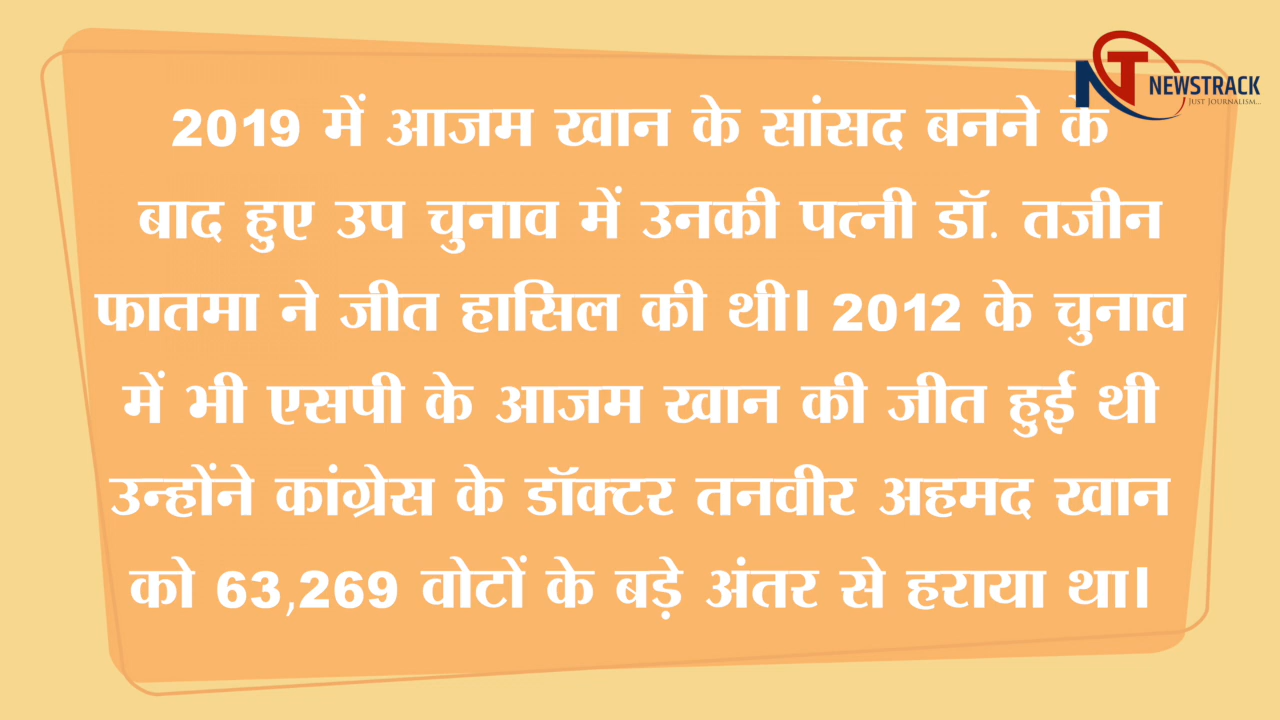 NT NEWSTRACK
JUST JOURNALISM...
2019 में आजम खान के सांसद बनने के
बाद हुए उप चुनाव में उनकी पत्नी डॉ. तजीन
फातमा ने जीत हासिल की थी। 2012 के चुनाव
में भी एसपी के आजम खान की जीत हुई थी
उन्होंने कांग्रेस के डॉक्टर तनवीर अहमद खान
को 63,269 वोटों के बड़े अंतर से हराया था।